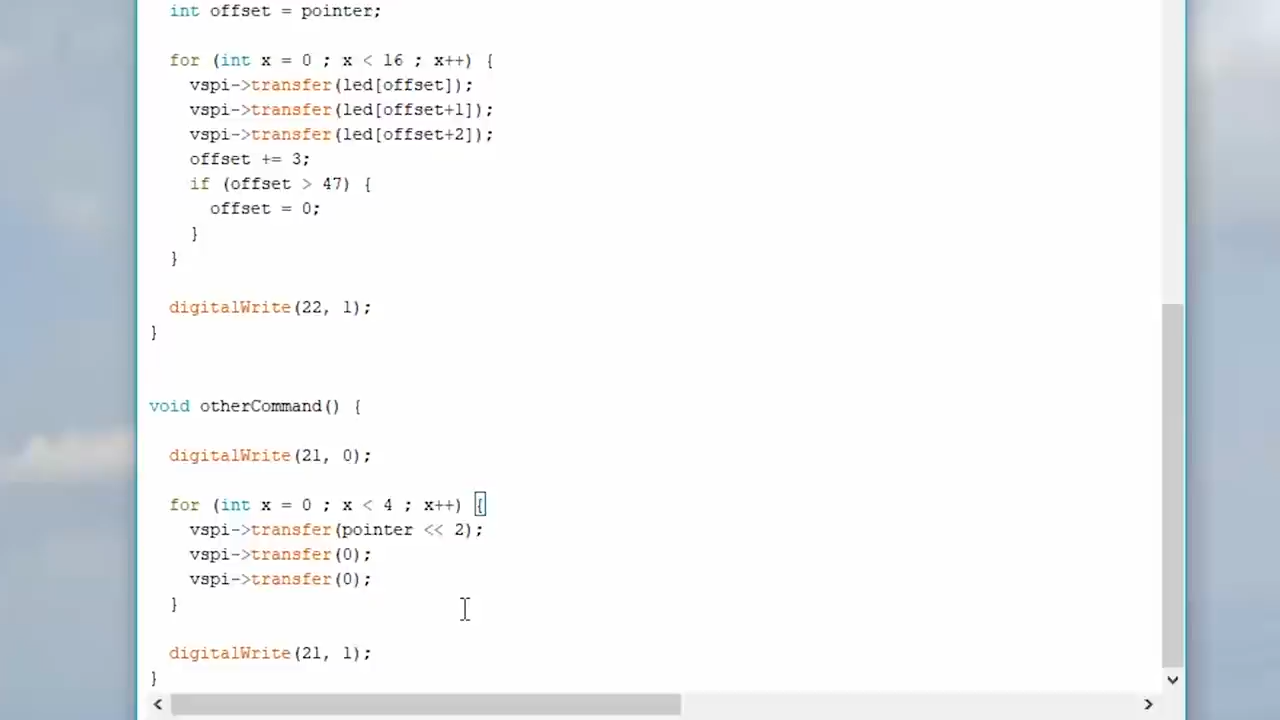 int offset = pointer;
for (int x = 0 ; x < 16 ; x++) {
vspi->transfer(led[offset]);
vspi->transfer(led[offset+1]);
vspi->transfer(led[offset+2]);
offset += 3;
if (offset > 47) {
offset = 0;
}
}
digitalWrite(22, 1);
}
void otherCommand() {
digitalWrite(21, 0);
for (int x = 0 ; x < 4 ; x++) {
vspi->transfer(pointer << 2);
vspi->transfer(0);
vspi->transfer(0);
}
digitalWrite(21, 1);
}